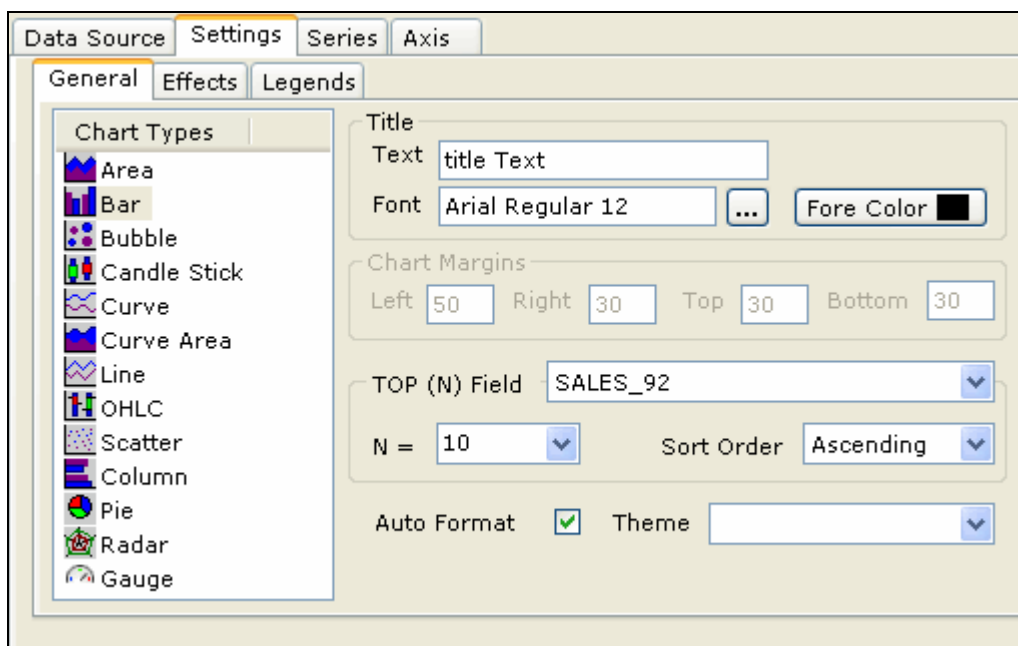 Data Source Settings Series Axis
General Effects Legends
Chart Types
Area
Bar
Bubble
Candle Stick
Curve
Curve Area
Line
OHLC
Scatter
Column
Pie
Radar
Gauge
Title
Text title Text
Font Arial Regular 12 ... Fore Color
Chart Margins
Left 50 Right 30 Top 30 Bottom 30
TOP (N) Field SALES_92
N = 10 Sort Order Ascending
Auto Format Theme